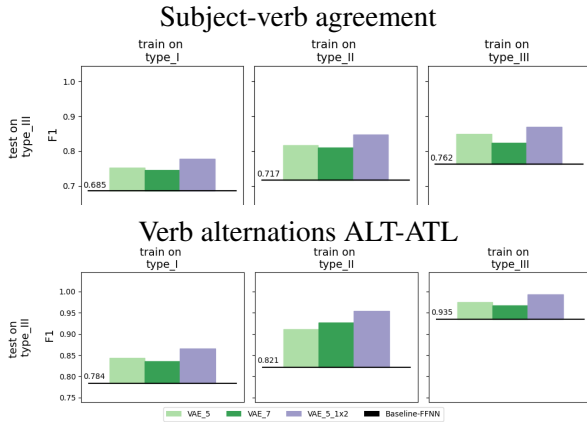 Subject-verb agreement
train on train on train on
type_I type_II type_III
test on
type_III
F1
1.0
0.9
0.8
0.7
0.685
0.717
0.762
Verb alternations ALT-ATL
train on train on train on
type_I type_II type_III
test on
type_III
F1
1.00
0.95
0.90
0.85
0.80
0.75
0.784
0.821
0.935
VAE_5 VAE_7 VAE_5_1x2 Baseline-FFNN